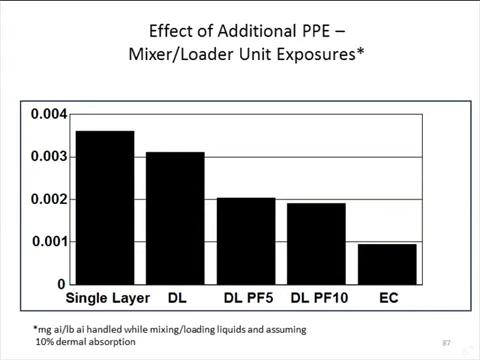 Effect of Additional PPE –
Mixer/Loader Unit Exposures*
0.004
0.003
0.002
0.001
0
Single Layer DL DL PF5 DL PF10 EC
*mg ai/lb ai handled while mixing/loading liquids and assuming
10% dermal absorption
87